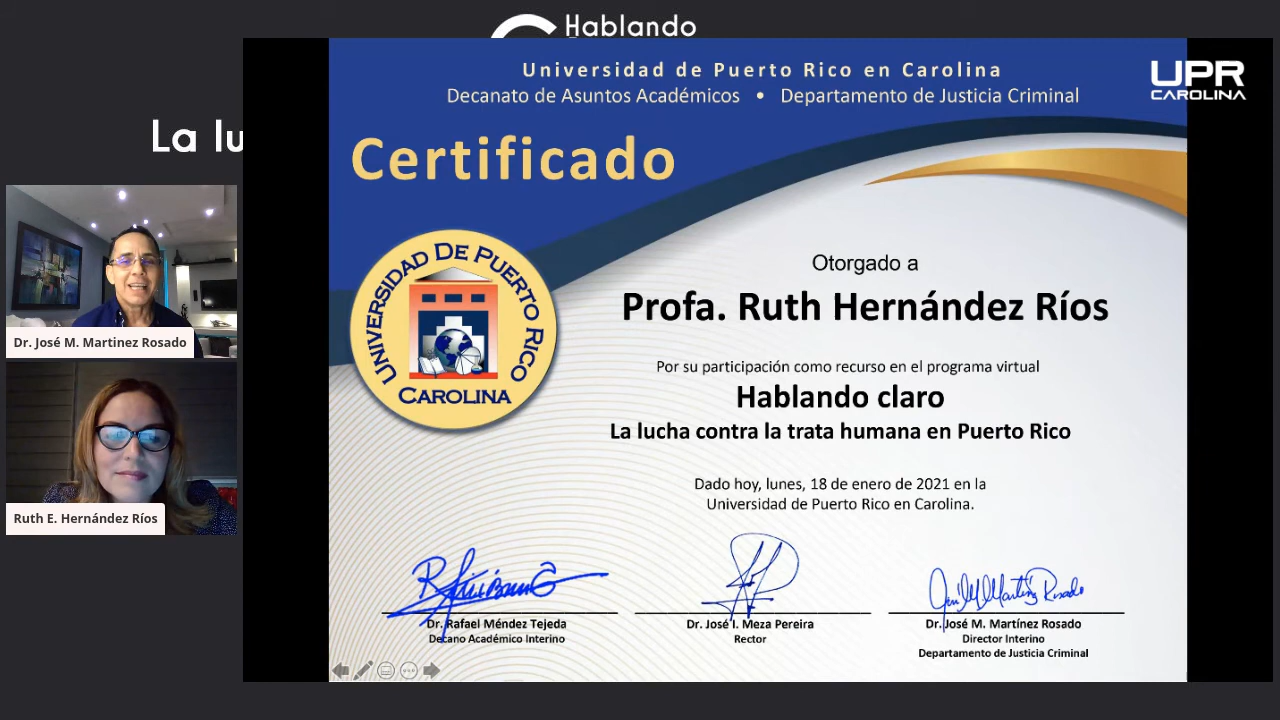 Hablando
La lu
Universidad de Puerto Rico en Carolina
Decanato de Asuntos Académicos • Departamento de Justicia Criminal
UPR
CAROLINA
Certificado
UNIVERSIDAD DE PUERTO RICO
CAROLINA
Otorgado a
Profa. Ruth Hernández Ríos
Por su participación como recurso en el programa virtual
Hablando claro
La lucha contra la trata humana en Puerto Rico
Dado hoy, lunes, 18 de enero de 2021 en la
Universidad de Puerto Rico en Carolina.
Dr. Rafael Méndez Tejeda
Decano Académico Interino
Dr. José I. Meza Pereira
Rector
José M Martínez Rosado
Dr. José M. Martínez Rosado
Director Interino
Departamento de Justicia Criminal
Dr. José M. Martinez Rosado
Ruth E. Hernández Ríos